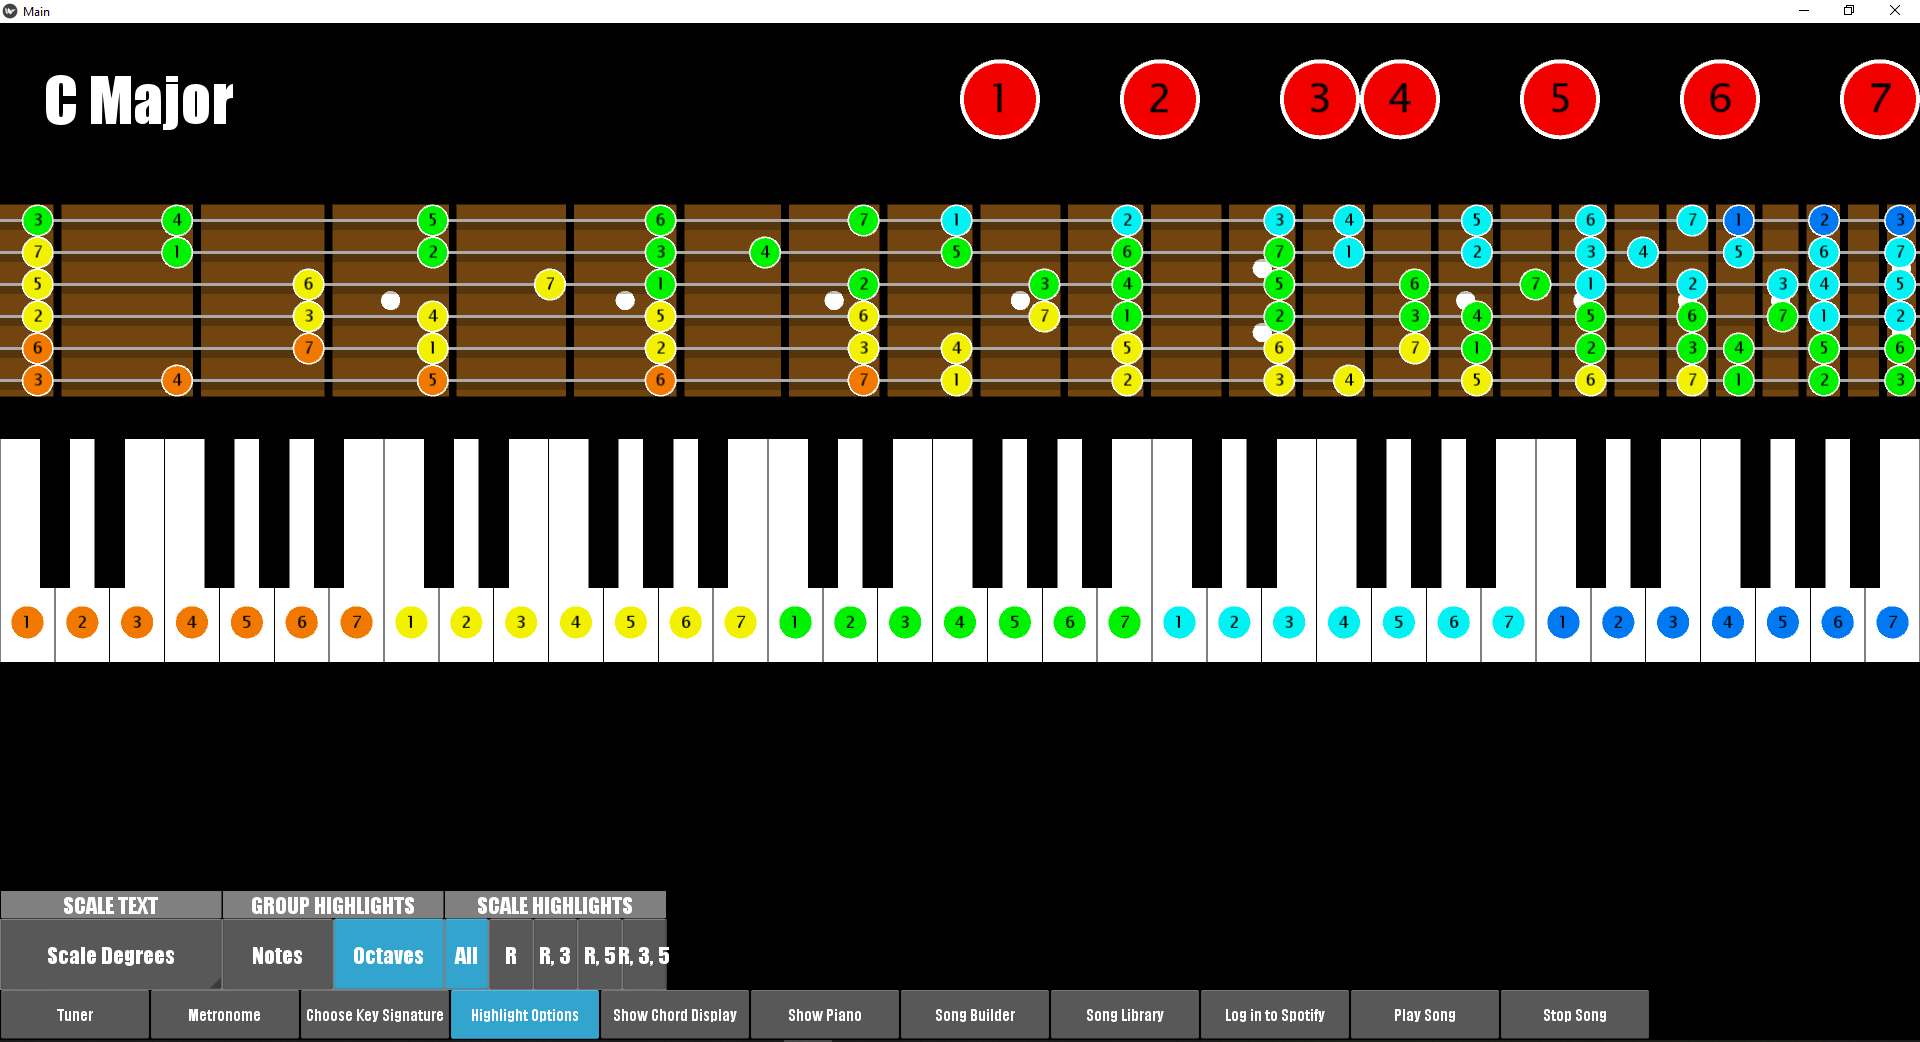 Main
C Major 1 2 3 4 5 6 7
3 4 5 6 7 1 2 3 4 5 6 7 1 2 3
7 1 2 3 4 5 6 7 1 2 3 4 5 6 7
5 6 7 1 2 3 4 5 6 7 1 2 3 4 5
2 3 4 5 6 7 1 2 3 4 5 6 7 1 2
6 7 1 2 3 4 5 6 7 1 2 3 4 5 6
3 4 5 6 7 1 2 3 4 5 6 7 1 2 3
1 2 3 4 5 6 7 1 2 3 4 5 6 7 1 2 3 4 5 6 7 1 2 3 4 5 6 7 1 2 3 4 5 6 7
SCALE TEXT GROUP HIGHLIGHTS SCALE HIGHLIGHTS
Scale Degrees Notes Octaves All R R, 3 R, 5 R, 3, 5
Tuner Metronome Choose Key Signature Highlight Options Show Chord Display Show Piano Song Builder Song Library Log in to Spotify Play Song Stop Song